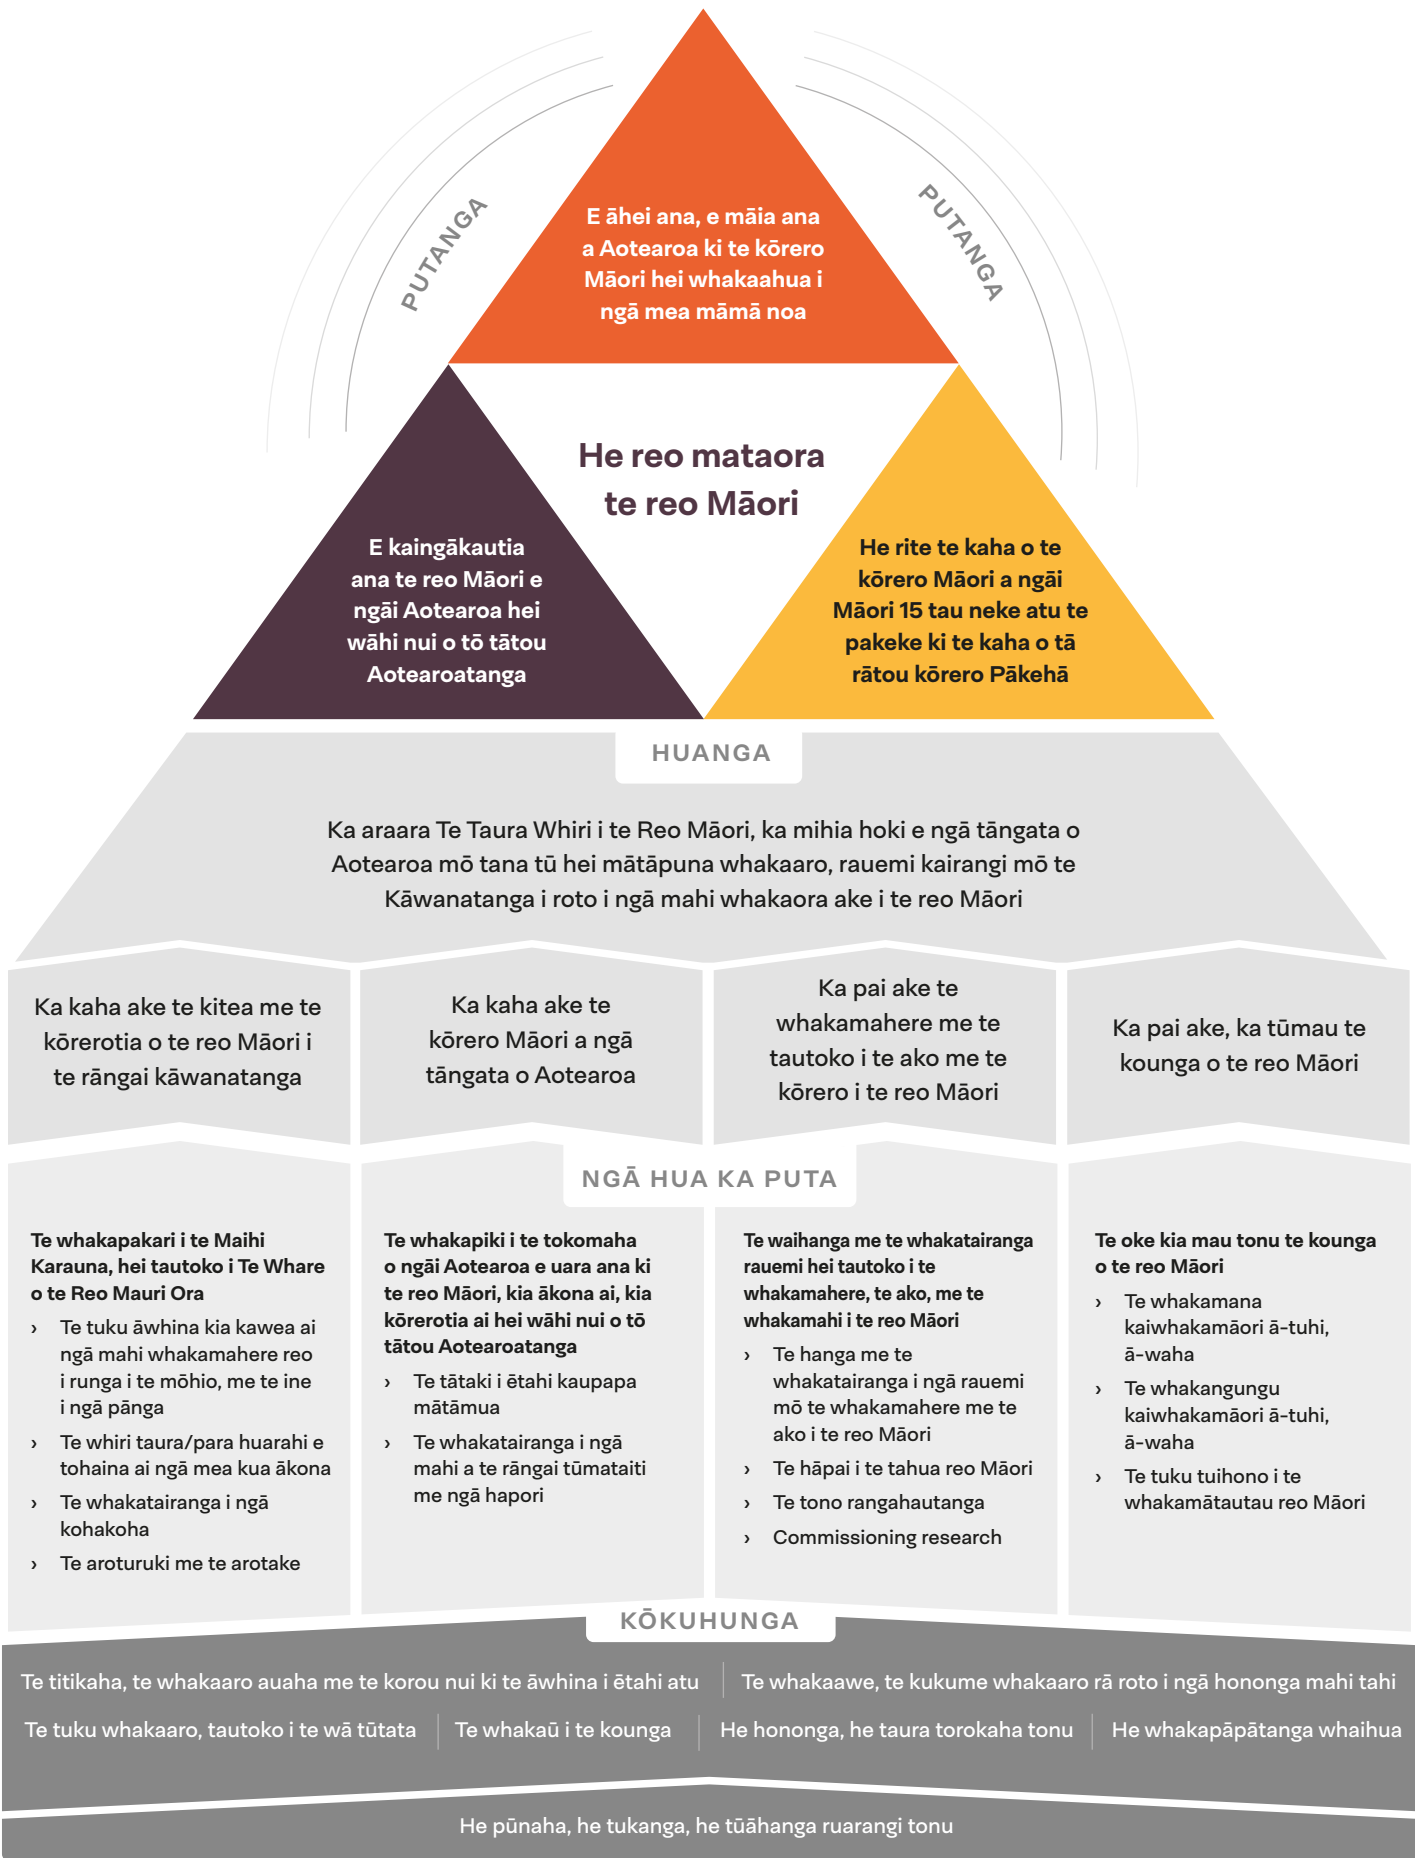 PUTANGA
PUTANGA
E āhei ana, e māia ana
a Aotearoa ki te kōrero
Māori hei whakaahua i
ngā mea māmā noa
He reo mataora
te reo Māori
E kaingākautia
ana te reo Māori e
ngāi Aotearoa hei
wāhi nui o tō tātou
Aotearoatanga
He rite te kaha o te
kōrero Māori a ngāi
Māori 15 tau neke atu te
pakeke ki te kaha o tā
rātou kōrero Pākehā
HUANGA
Ka araara Te Taura Whiri i te Reo Māori, ka mihia hoki e ngā tāngata o
Aotearoa mō tana tū hei mātāpuna whakaaro, rauemi kairangi mō te
Kāwanatanga i roto i ngā mahi whakaora ake i te reo Māori
Ka kaha ake te kitea me te
kōrerotia o te reo Māori i
te rāngai kāwanatanga
Ka kaha ake te
kōrero Māori a ngā
tāngata o Aotearoa
Ka pai ake te
whakamahere me te
tautoko i te ako me te
kōrero i te reo Māori
Ka pai ake, ka tūmau te
kounga o te reo Māori
NGĀ HUA KA PUTA
Te whakapakari i te Maihi
Karauna, hei tautoko i Te Whare
o te Reo Mauri Ora
› Te tuku āwhina kia kawea ai
ngā mahi whakamahere reo
i runga i te mōhio, me te ine
i ngā pānga
› Te whiri taura/para huarahi e
tohaina ai ngā mea kua ākona
› Te whakatairanga i ngā
kohakoha
› Te aroturuki me te arotake
Te whakapiki i te tokomaha
o ngāi Aotearoa e uara ana ki
te reo Māori, kia ākona ai, kia
kōrerotia ai hei wāhi nui o tō
tātou Aotearoatanga
› Te tātaki i ētahi kaupapa
mātāmua
› Te whakatairanga i ngā
mahi a te rāngai tūmataiti
me ngā hapori
Te waihanga me te whakatairanga
rauemi hei tautoko i te
whakamahere, te ako, me te
whakamahi i te reo Māori
› Te hanga me te
whakatairanga i ngā rauemi
mō te whakamahere me te
ako i te reo Māori
› Te hāpai i te tahua reo Māori
› Te tono rangahautanga
› Commissioning research
Te oke kia mau tonu te kounga
o te reo Māori
› Te whakamana
kaiwhakamāori ā-tuhi,
ā-waha
› Te whakangungu
kaiwhakamāori ā-tuhi,
ā-waha
› Te tuku tuihono i te
whakamātautau reo Māori
KŌKUHUNGA
Te titikaha, te whakaaro auaha me te korou nui ki te āwhina i ētahi atu
Te whakaawe, te kukume whakaaro rā roto i ngā hononga mahi tahi
Te tuku whakaaro, tautoko i te wā tūtata
Te whakaū i te kounga
He hononga, he taura torokaha tonu
He whakapāpātanga whaihua
He pūnaha, he tukanga, he tūāhanga ruarangi tonu